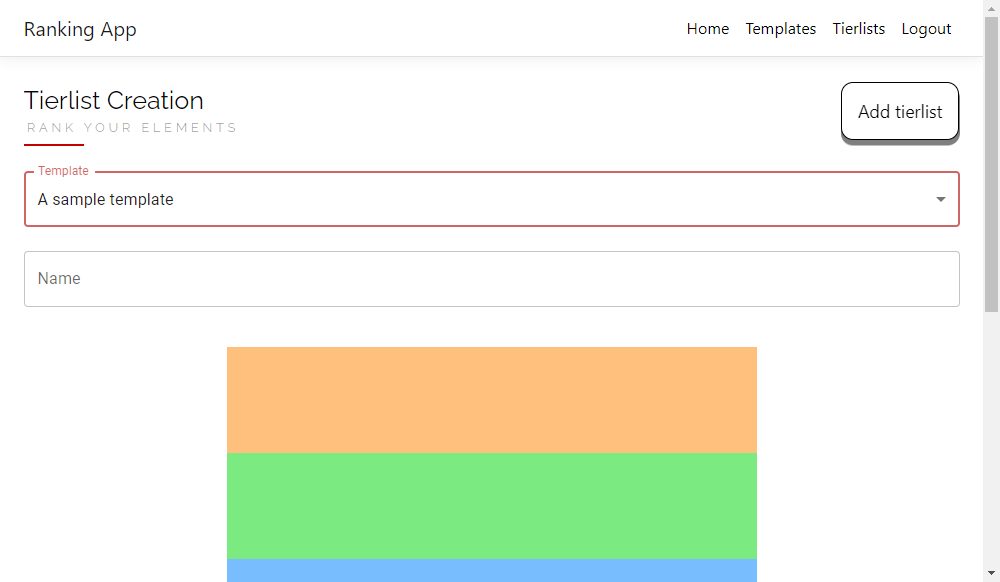 Ranking App
Home Templates Tierlists Logout
Tierlist Creation
RANK YOUR ELEMENTS
Add tierlist
Template
A sample template
Name